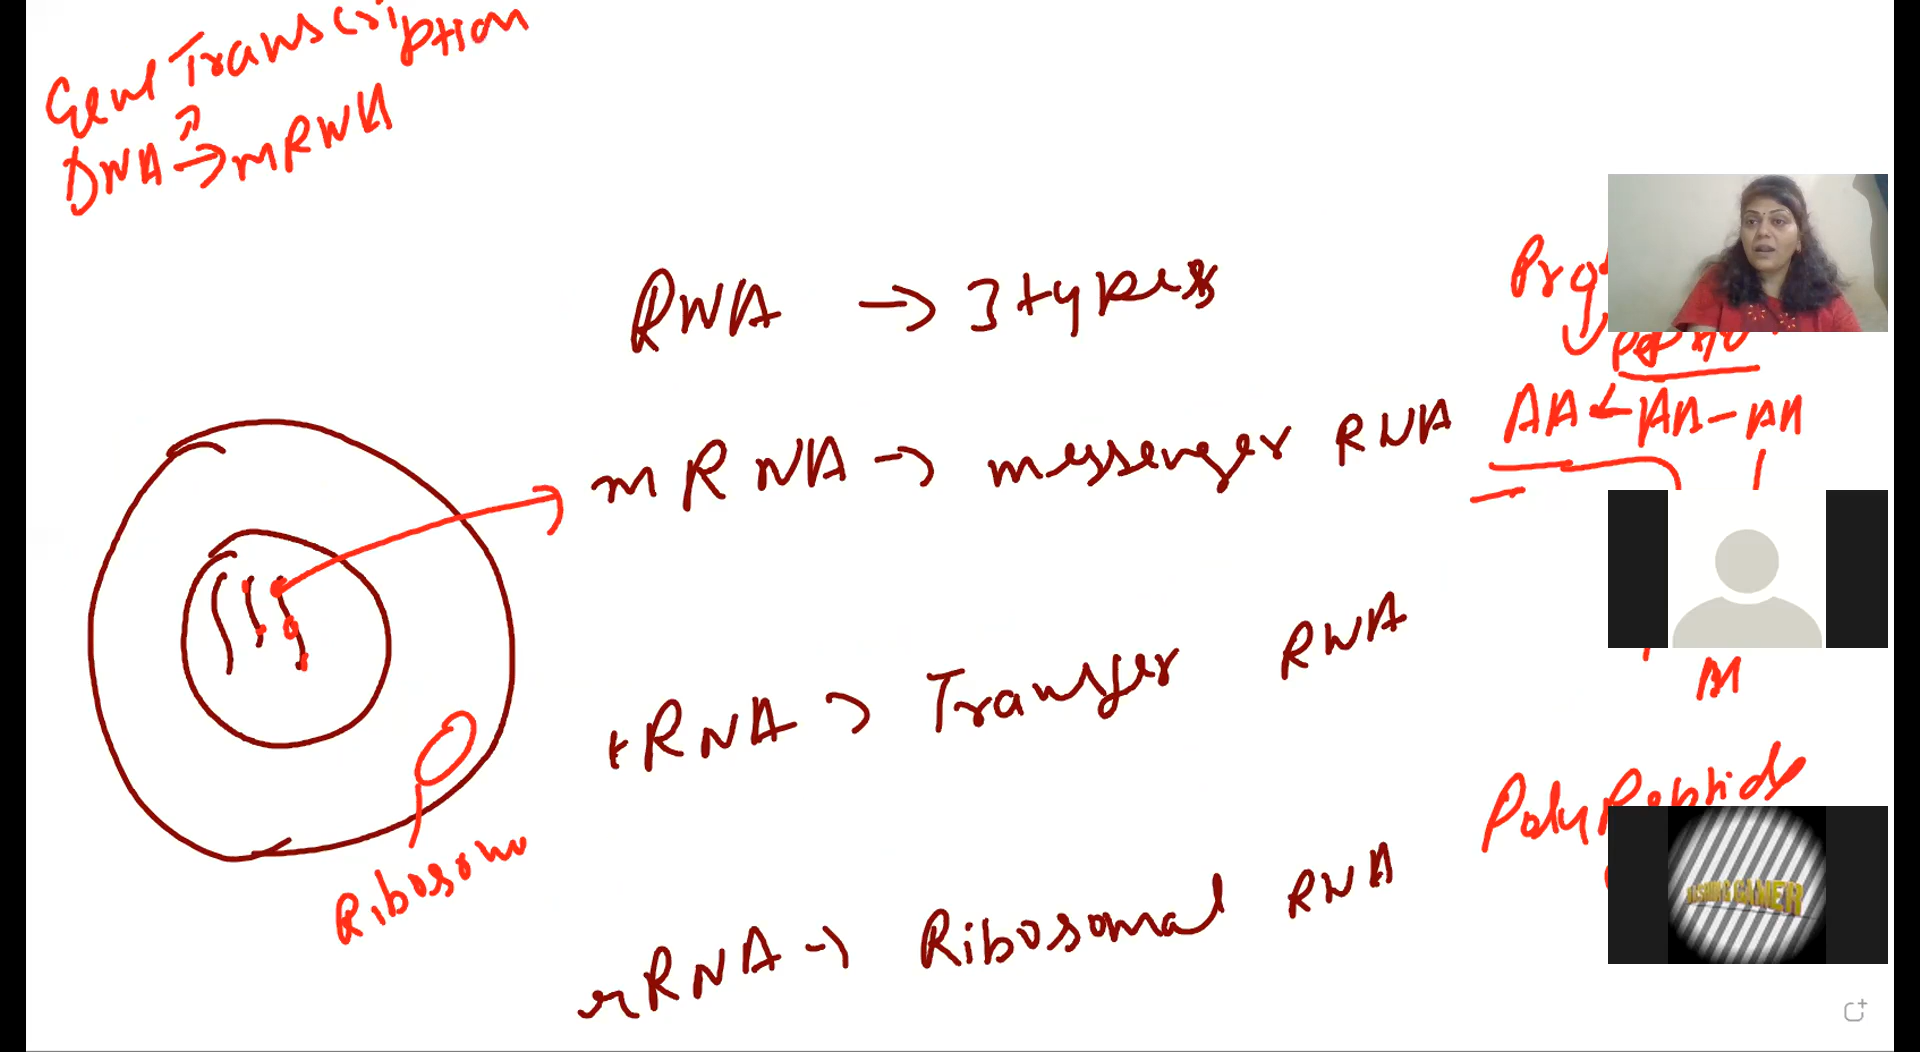 Gene Transcription
DNA → mRNA
RNA → 3 types
AA ← AA - AA
mRNA → messenger RNA
tRNA → Transfer RNA
Polypeptide
Ribosome
rRNA → Ribosomal RNA
GAMER